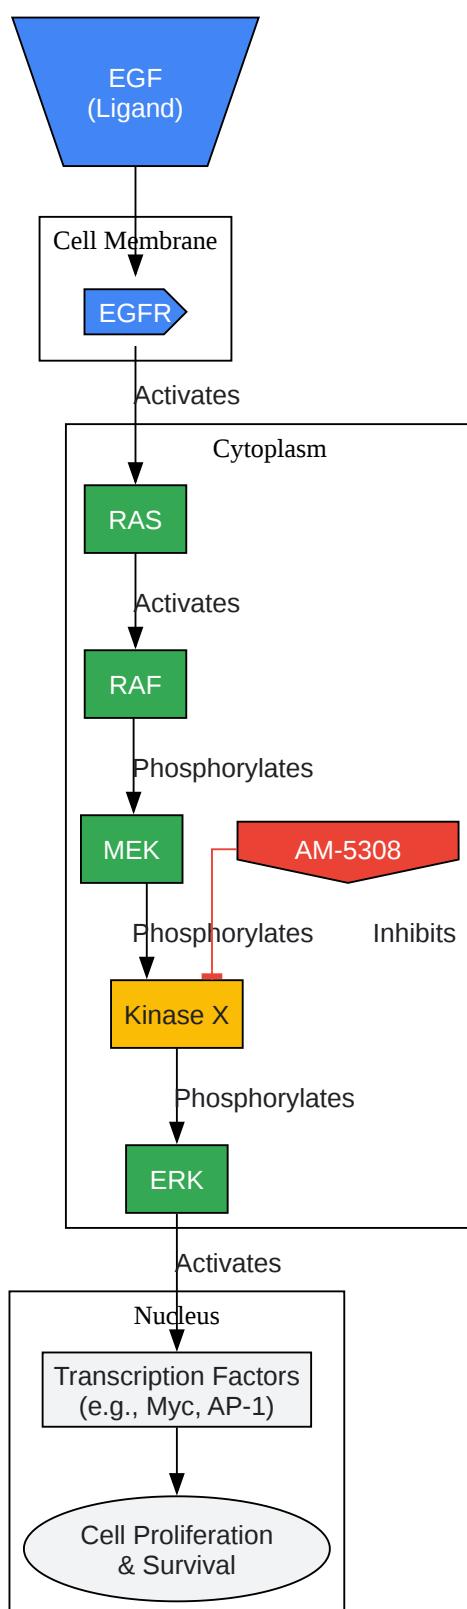 EGF
(Ligand)
Cell Membrane
EGFR
Activates
Cytoplasm
RAS
Activates
RAF
Phosphorylates
MEK
AM-5308
Phosphorylates
Inhibits
Kinase X
Phosphorylates
ERK
Activates
Nucleus
Transcription Factors
(e.g., Myc, AP-1)
Cell Proliferation
& Survival